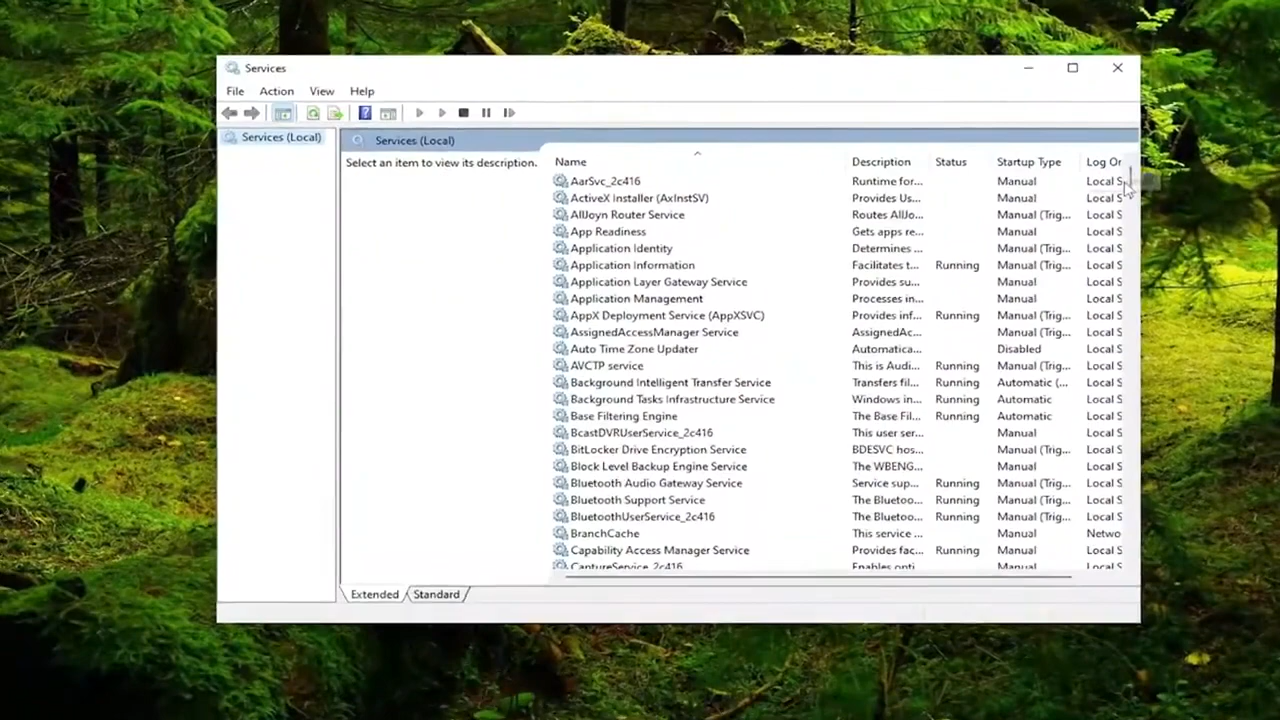 Services
File Action View Help
Services (Local)
Services (Local)
Select an item to view its description.
Name Description Status Startup Type Log Or
AarSvc_2c416 Runtime for... Manual Local S
ActiveX Installer (AxInstSV) Provides Us... Manual Local S
AllJoyn Router Service Routes AllJo... Manual (Trig... Local S
App Readiness Gets apps re... Manual Local S
Application Identity Determines ... Manual (Trig... Local S
Application Information Facilitates t... Running Manual (Trig... Local S
Application Layer Gateway Service Provides su... Manual Local S
Application Management Processes in... Manual Local S
AppX Deployment Service (AppXSVC) Provides inf... Running Manual (Trig... Local S
AssignedAccessManager Service AssignedAc... Manual (Trig... Local S
Auto Time Zone Updater Automatica... Disabled Local S
AVCTP service This is Audi... Running Manual (Trig... Local S
Background Intelligent Transfer Service Transfers fil... Running Automatic (... Local S
Background Tasks Infrastructure Service Windows in... Running Automatic Local S
Base Filtering Engine The Base Fil... Running Automatic Local S
BcastDVRUserService_2c416 This user ser... Manual Local S
BitLocker Drive Encryption Service BDESVC hos... Manual (Trig... Local S
Block Level Backup Engine Service The WBENG... Manual Local S
Bluetooth Audio Gateway Service Service sup... Running Manual (Trig... Local S
Bluetooth Support Service The Bluetoo... Running Manual (Trig... Local S
BluetoothUserService_2c416 The Bluetoo... Running Manual (Trig... Local S
BranchCache This service ... Manual Netwo
Capability Access Manager Service Provides fac... Running Manual Local S
CaptureService_2c416 Enables opti... Manual Local S
Extended Standard